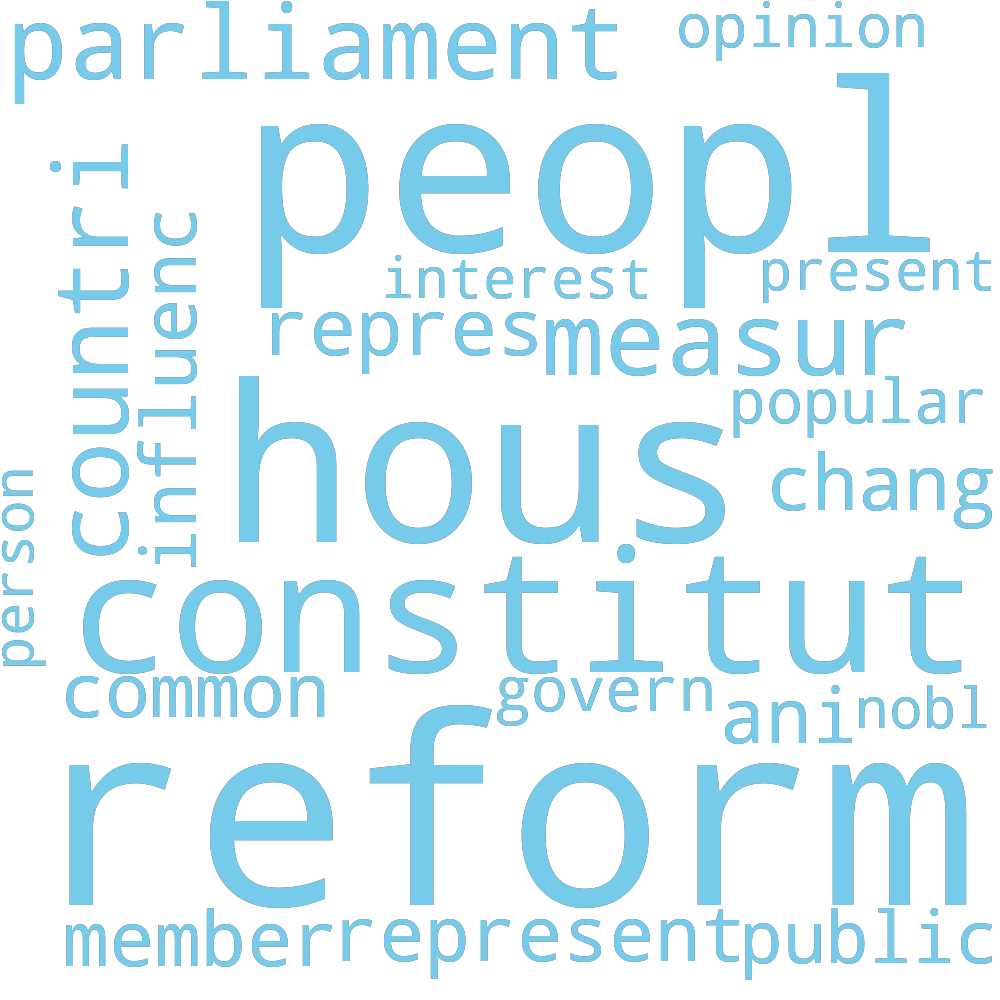 parliament
opinion
peopl
countri
influenc
interest
present
repres
measur
hous
popular
chang
person
constitut
common
govern
ani
nobl
reform
member
represent
public